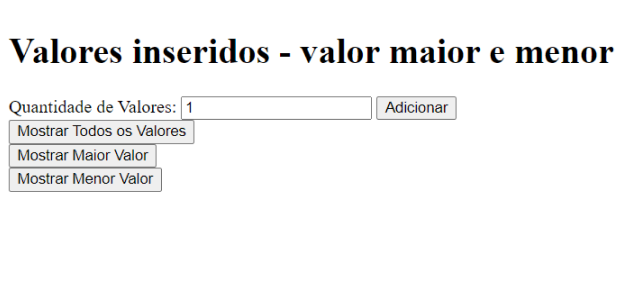 Valores inseridos - valor maior e menor
Quantidade de Valores: 1 Adicionar
Mostrar Todos os Valores
Mostrar Maior Valor
Mostrar Menor Valor